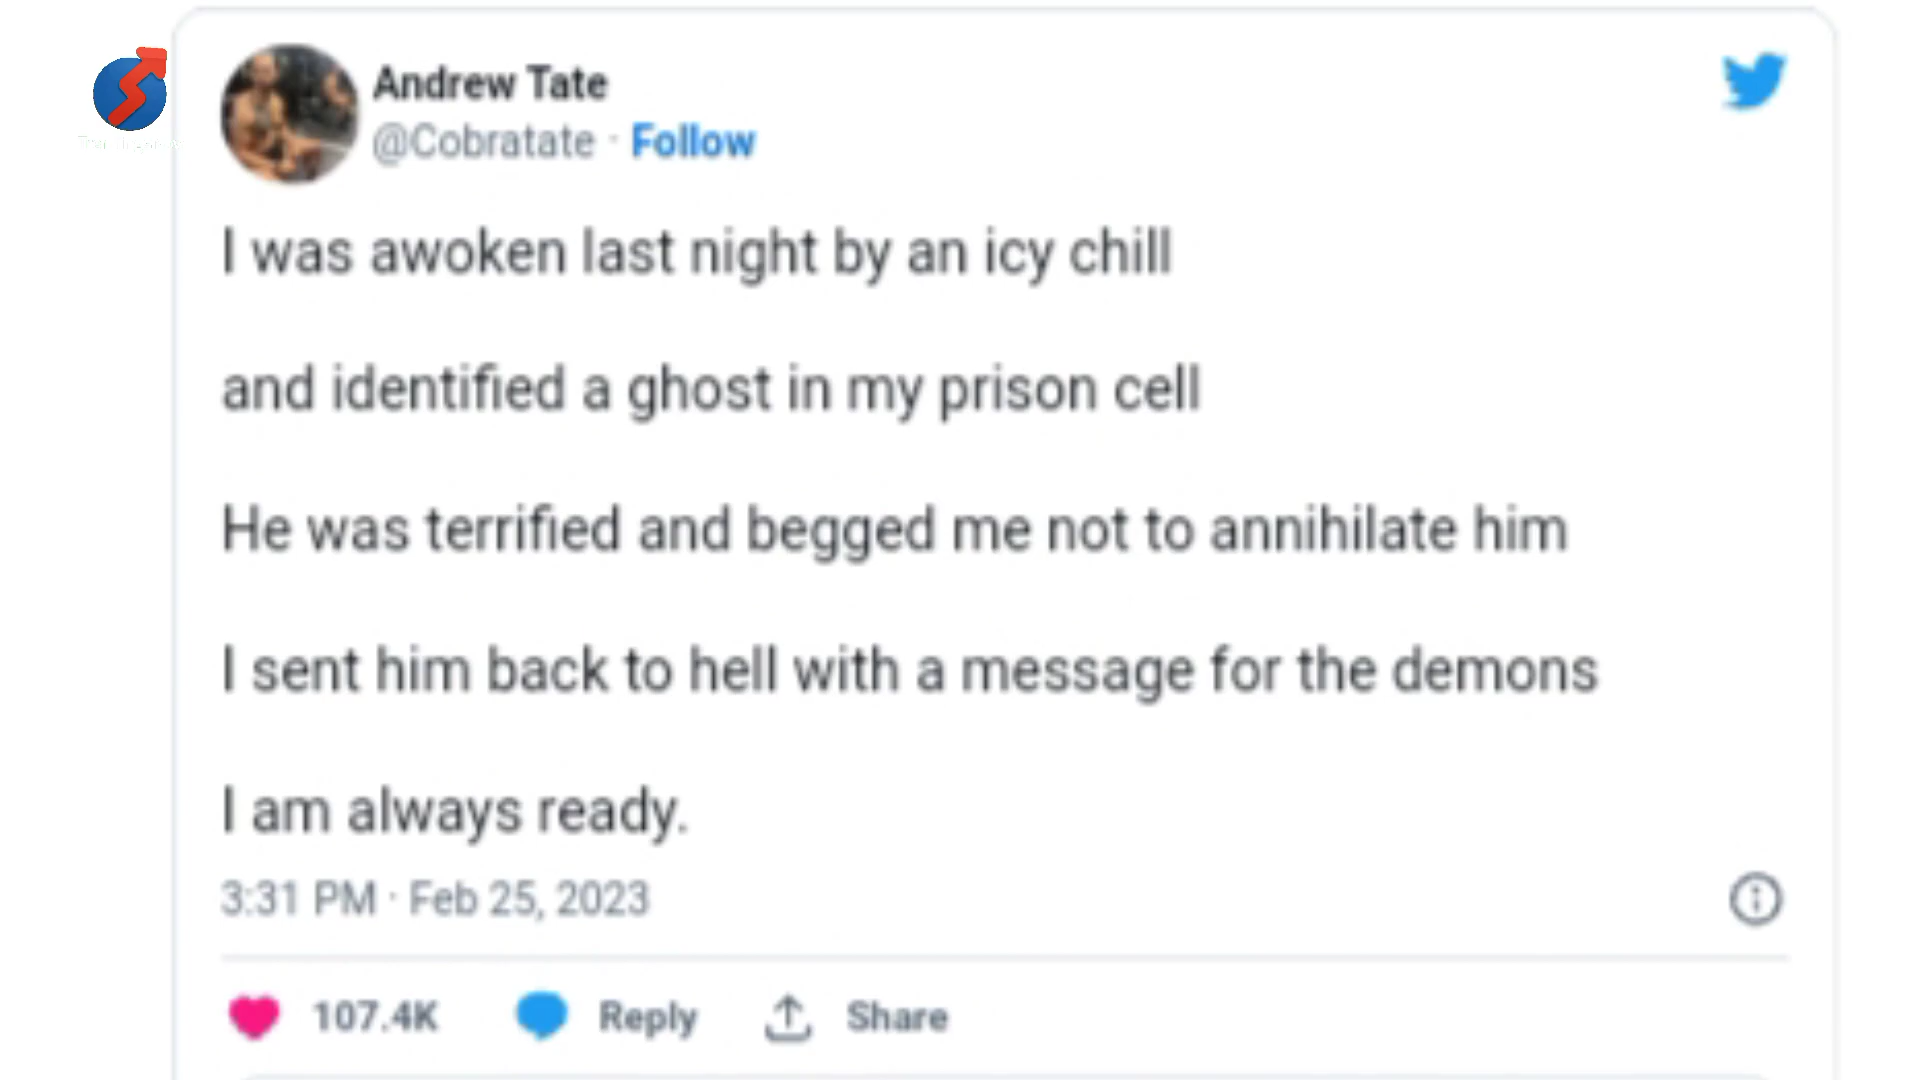 Andrew Tate
@Cobratate · Follow
I was awoken last night by an icy chill
and identified a ghost in my prison cell
He was terrified and begged me not to annihilate him
I sent him back to hell with a message for the demons
I am always ready.
3:31 PM · Feb 25, 2023
107.4K Reply Share